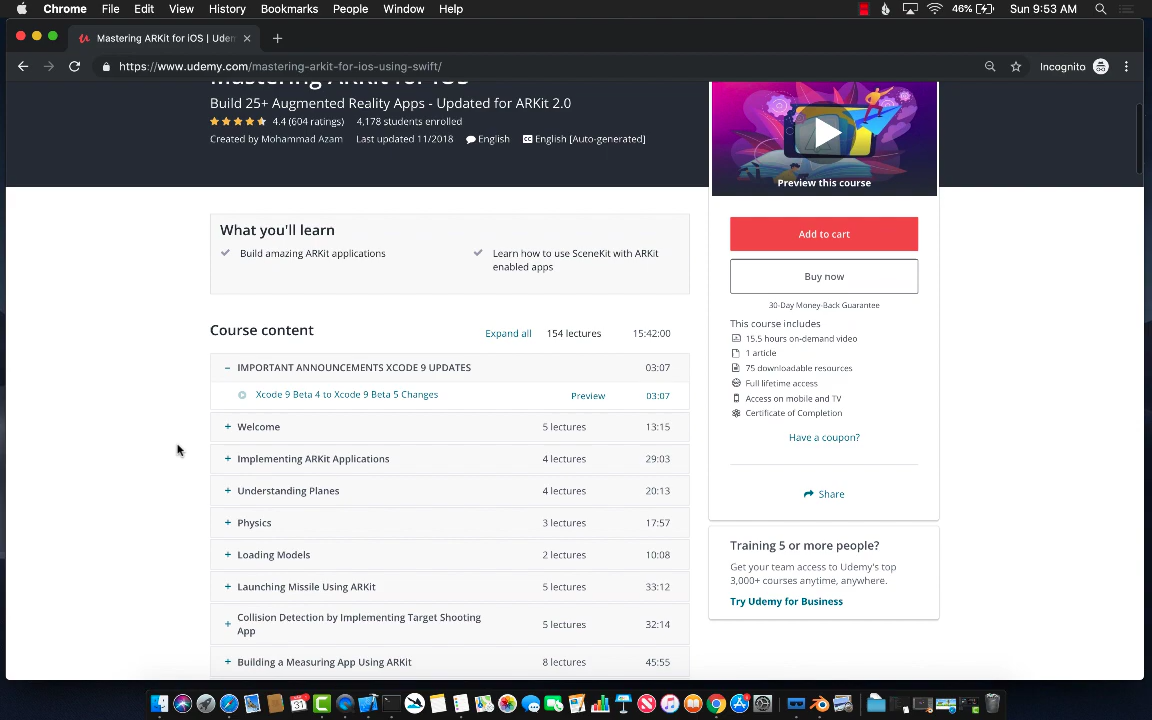 Chrome File Edit View History Bookmarks People Window Help 46% Sun 9:53 AM
Mastering ARKit for iOS | Udem
https://www.udemy.com/mastering-arkit-for-ios-using-swift/ Incognito
Mastering ARKit for iOS
Build 25+ Augmented Reality Apps - Updated for ARKit 2.0
4.4 (604 ratings) 4,178 students enrolled
Created by Mohammad Azam Last updated 11/2018 English English [Auto-generated]
Preview this course
What you'll learn
Build amazing ARKit applications
Learn how to use SceneKit with ARKit
enabled apps
Add to cart
Buy now
30-Day Money-Back Guarantee
This course includes
15.5 hours on-demand video
1 article
75 downloadable resources
Full lifetime access
Access on mobile and TV
Certificate of Completion
Have a coupon?
Share
Training 5 or more people?
Get your team access to Udemy's top
3,000+ courses anytime, anywhere.
Try Udemy for Business
Course content Expand all 154 lectures 15:42:00
IMPORTANT ANNOUNCEMENTS XCODE 9 UPDATES 03:07
Xcode 9 Beta 4 to Xcode 9 Beta 5 Changes Preview 03:07
Welcome 5 lectures 13:15
Implementing ARKit Applications 4 lectures 29:03
Understanding Planes 4 lectures 20:13
Physics 3 lectures 17:57
Loading Models 2 lectures 10:08
Launching Missile Using ARKit 5 lectures 33:12
Collision Detection by Implementing Target Shooting
App 5 lectures 32:14
Building a Measuring App Using ARKit 8 lectures 45:55